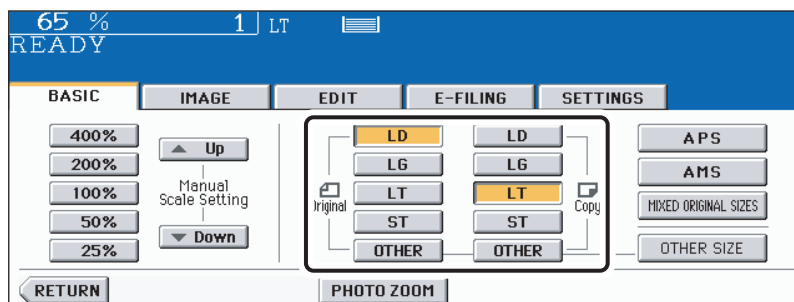 65 % 1 LT
READY
BASIC IMAGE EDIT E-FILING SETTINGS
400%
200%
100%
50%
25%
Up
Manual
Scale Setting
Down
Original
LD LD
LG LG
LT LT
ST ST
OTHER OTHER
Copy
APS
AMS
MIXED ORIGINAL SIZES
OTHER SIZE
RETURN PHOTO ZOOM